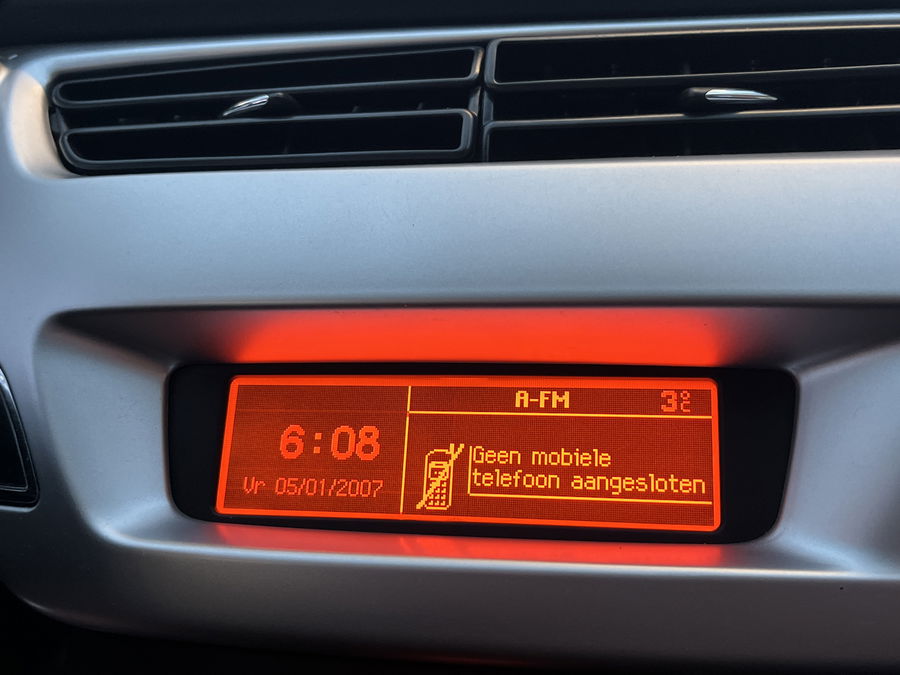 A-FM 3°C
6:08
Vr 05/01/2007
Geen mobiele
telefoon aangesloten